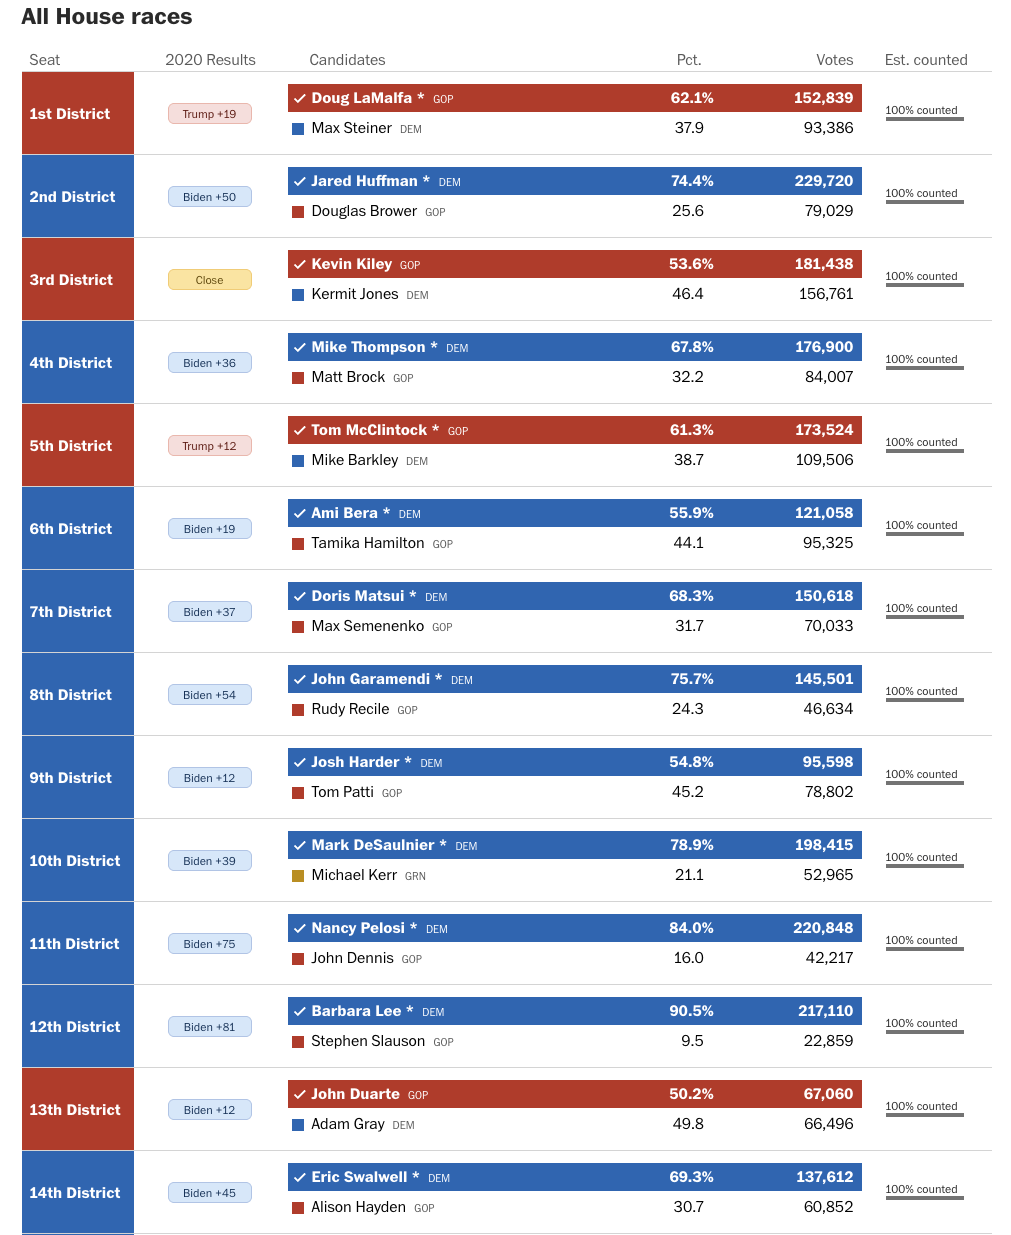 All House races
Seat 2020 Results Candidates Pct. Votes Est. counted
1st District Trump +19 ✓ Doug LaMalfa * GOP 62.1% 152,839 100% counted
Max Steiner DEM 37.9 93,386
2nd District Biden +50 ✓ Jared Huffman * DEM 74.4% 229,720 100% counted
Douglas Brower GOP 25.6 79,029
3rd District Close ✓ Kevin Kiley GOP 53.6% 181,438 100% counted
Kermit Jones DEM 46.4 156,761
4th District Biden +36 ✓ Mike Thompson * DEM 67.8% 176,900 100% counted
Matt Brock GOP 32.2 84,007
5th District Trump +12 ✓ Tom McClintock * GOP 61.3% 173,524 100% counted
Mike Barkley DEM 38.7 109,506
6th District Biden +19 ✓ Ami Bera * DEM 55.9% 121,058 100% counted
Tamika Hamilton GOP 44.1 95,325
7th District Biden +37 ✓ Doris Matsui * DEM 68.3% 150,618 100% counted
Max Semenenko GOP 31.7 70,033
8th District Biden +54 ✓ John Garamendi * DEM 75.7% 145,501 100% counted
Rudy Recile GOP 24.3 46,634
9th District Biden +12 ✓ Josh Harder * DEM 54.8% 95,598 100% counted
Tom Patti GOP 45.2 78,802
10th District Biden +39 ✓ Mark DeSaulnier * DEM 78.9% 198,415 100% counted
Michael Kerr GRN 21.1 52,965
11th District Biden +75 ✓ Nancy Pelosi * DEM 84.0% 220,848 100% counted
John Dennis GOP 16.0 42,217
12th District Biden +81 ✓ Barbara Lee * DEM 90.5% 217,110 100% counted
Stephen Slauson GOP 9.5 22,859
13th District Biden +12 ✓ John Duarte GOP 50.2% 67,060 100% counted
Adam Gray DEM 49.8 66,496
14th District Biden +45 ✓ Eric Swalwell * DEM 69.3% 137,612 100% counted
Alison Hayden GOP 30.7 60,852